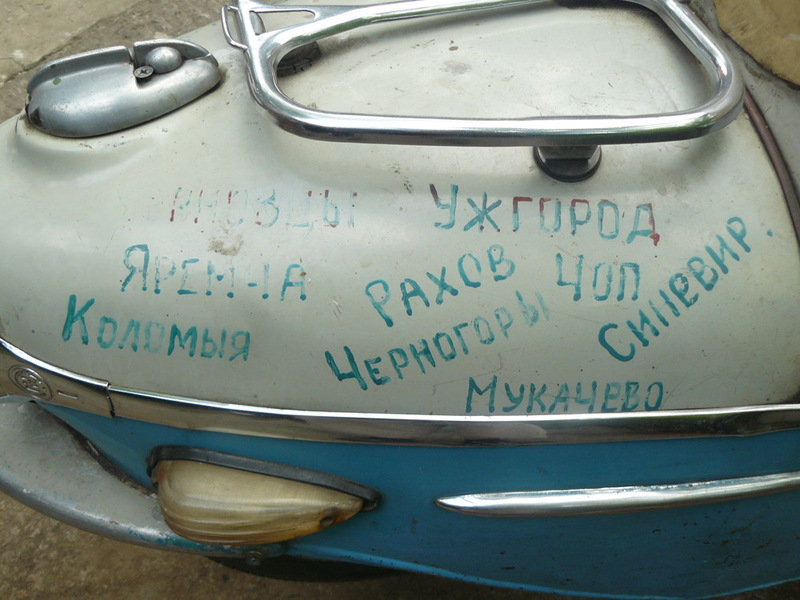 УЖГОРОД
ЯРЕМЧА
РАХОВ
ЧОП
СИНЕВИР.
КОЛОМЫЯ
ЧЕРНОГОРЫ
МУКАЧЕВО